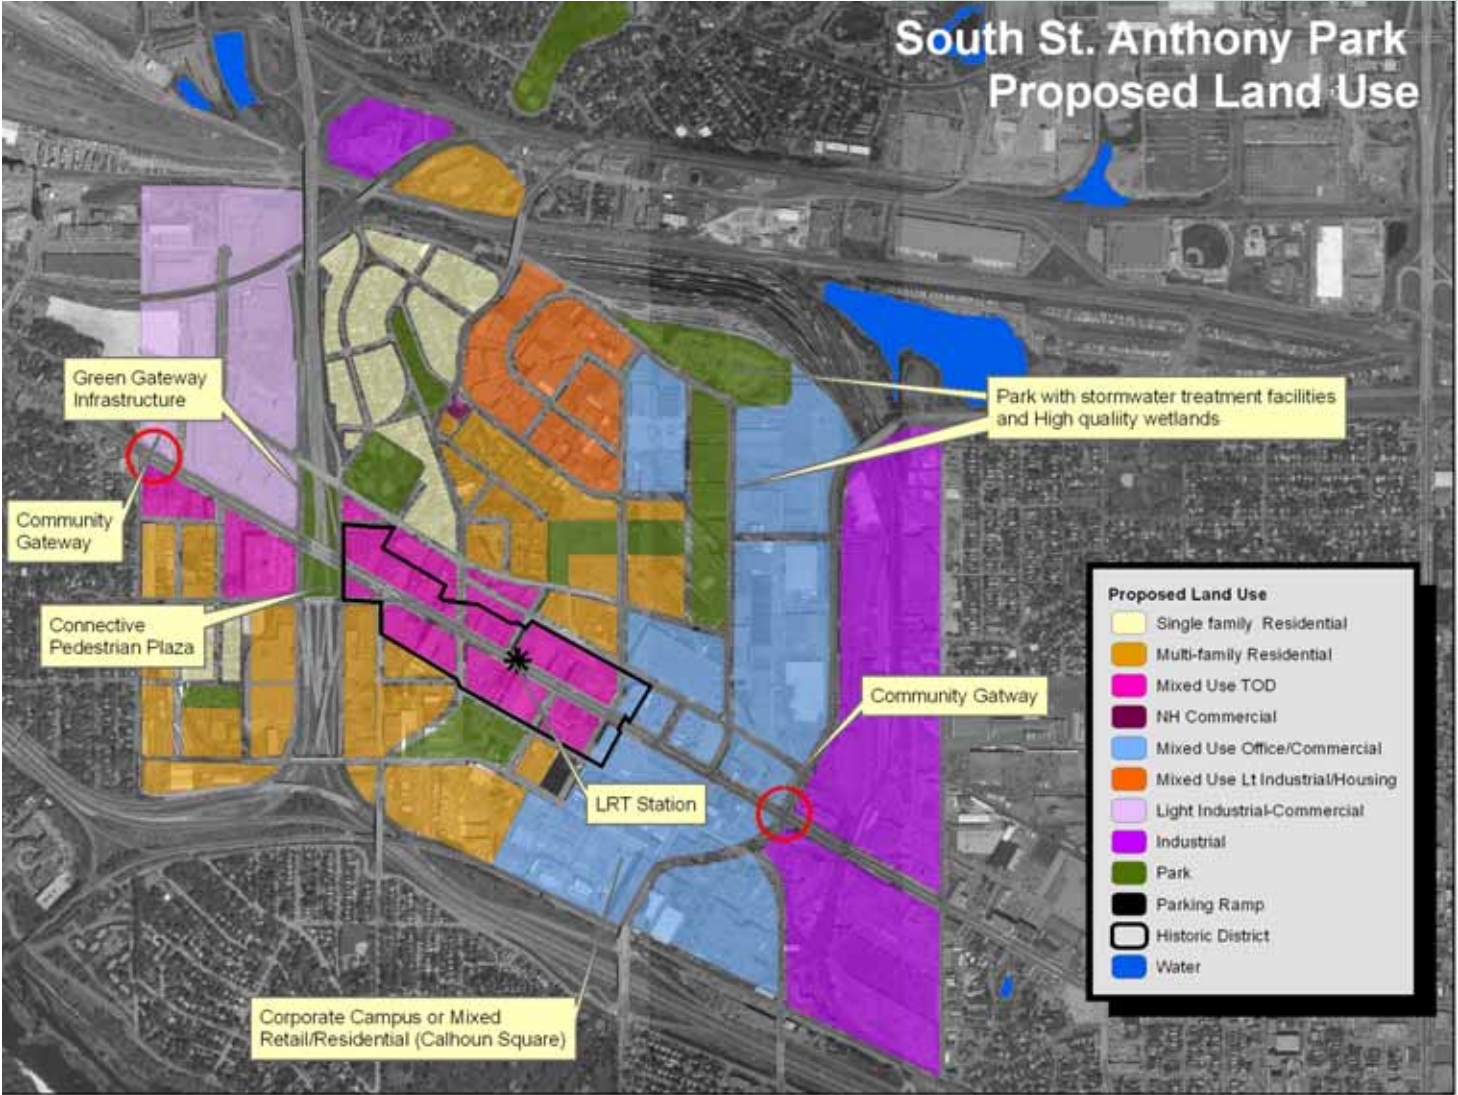 South St. Anthony Park
Proposed Land Use
Green Gateway
Infrastructure
Park with stormwater treatment facilities
and High qualiity wetlands
Community
Gateway
Connective
Pedestrian Plaza
Community Gatway
LRT Station
Corporate Campus or Mixed
Retail/Residential (Calhoun Square)
Proposed Land Use
Single family Residential
Multi-family Residential
Mixed Use TOD
NH Commercial
Mixed Use Office/Commercial
Mixed Use Lt Industrial/Housing
Light Industrial-Commercial
Industrial
Park
Parking Ramp
Historic District
Water